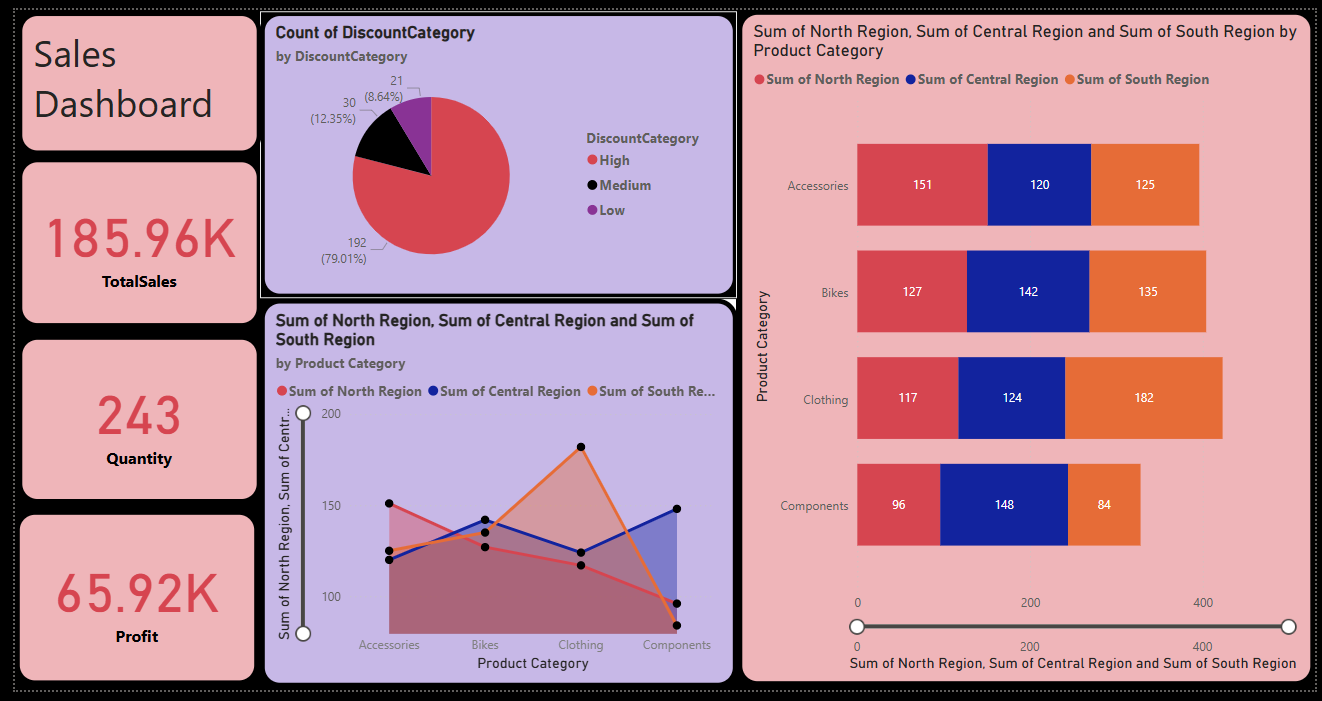 Sales
Dashboard
185.96K
TotalSales
243
Quantity
65.92K
Profit
Count of DiscountCategory
by DiscountCategory
21
(8.64%)
30
(12.35%)
192
(79.01%)
DiscountCategory
High
Medium
Low
Sum of North Region, Sum of Central Region and Sum of
South Region
by Product Category
Sum of North Region Sum of Central Region Sum of South Re...
Sum of North Region, Sum of Centr...
200
150
100
Accessories Bikes Clothing Components
Product Category
Sum of North Region, Sum of Central Region and Sum of South Region by
Product Category
Sum of North Region Sum of Central Region Sum of South Region
Product Category
Accessories 151 120 125
Bikes 127 142 135
Clothing 117 124 182
Components 96 148 84
0 200 400
0 200 400
Sum of North Region, Sum of Central Region and Sum of South Region